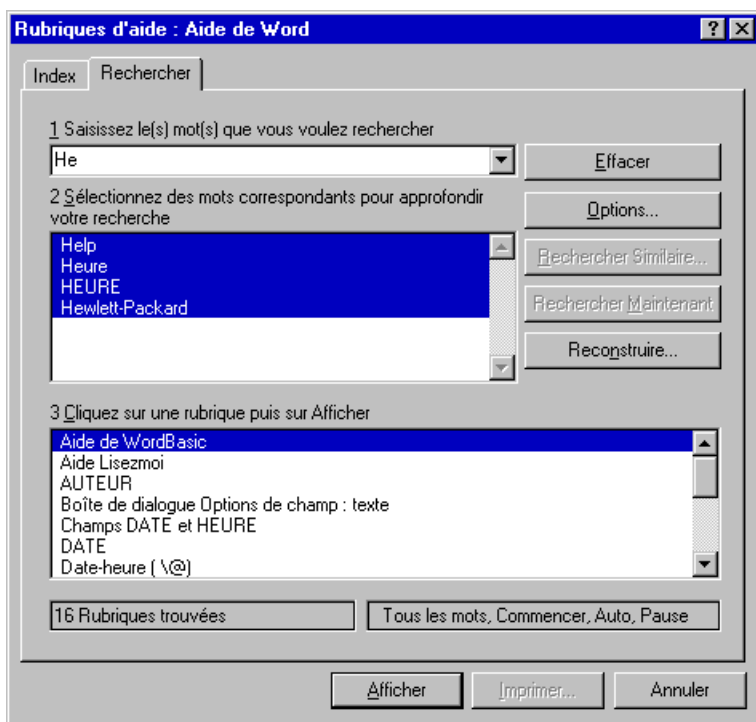 Rubriques d'aide : Aide de Word
Index
Rechercher
1 Saisissez le(s) mot(s) que vous voulez rechercher
He
Effacer
2 Sélectionnez des mots correspondants pour approfondir
votre recherche
Options...
Help
Heure
HEURE
Hewlett-Packard
Rechercher Similaire...
Rechercher Maintenant
Reconstruire...
3 Cliquez sur une rubrique puis sur Afficher
Aide de WordBasic
Aide Lisezmoi
AUTEUR
Boîte de dialogue Options de champ : texte
Champs DATE et HEURE
DATE
Date-heure ( \@)
16 Rubriques trouvées
Tous les mots, Commencer, Auto, Pause
Afficher
Imprimer...
Annuler